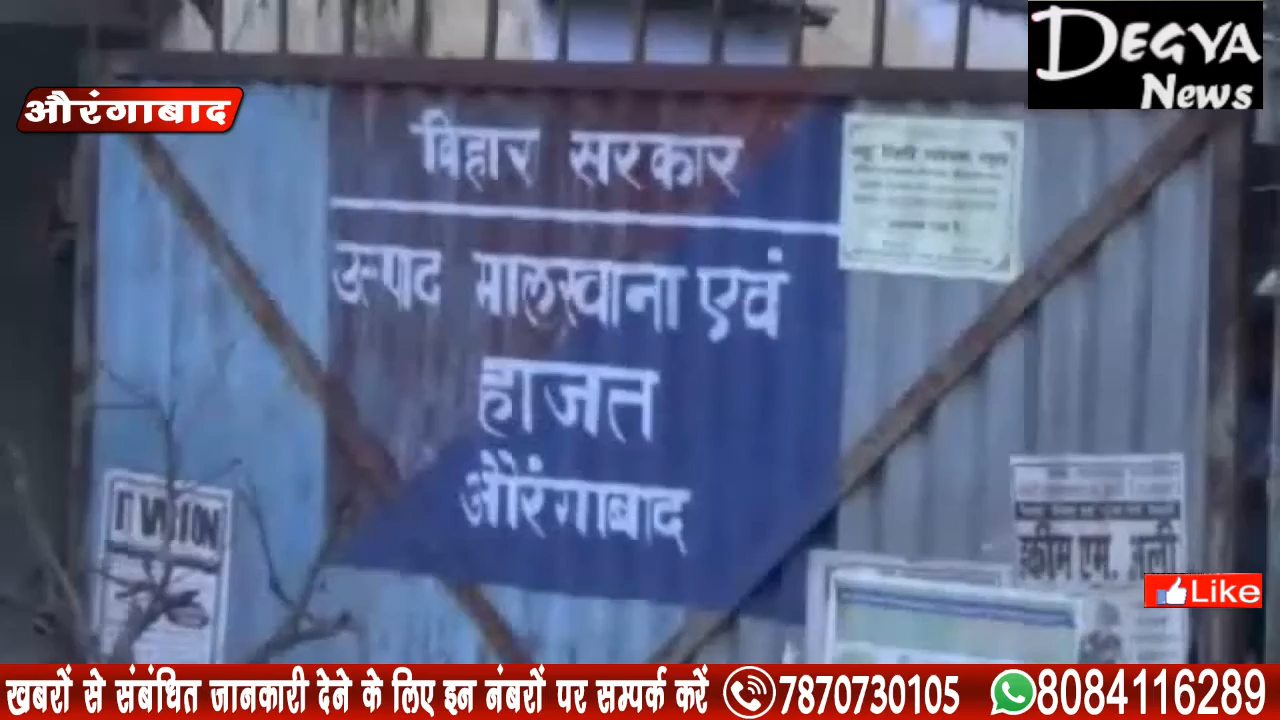 DEGYA
News
औरंगाबाद
बिहार सरकार
उत्पाद मालखाना एवं
हाजत
औरंगाबाद
Like
खबरों से संबंधित जानकारी देने के लिए इन नंबरों पर सम्पर्क करें 7870730105 8084116289